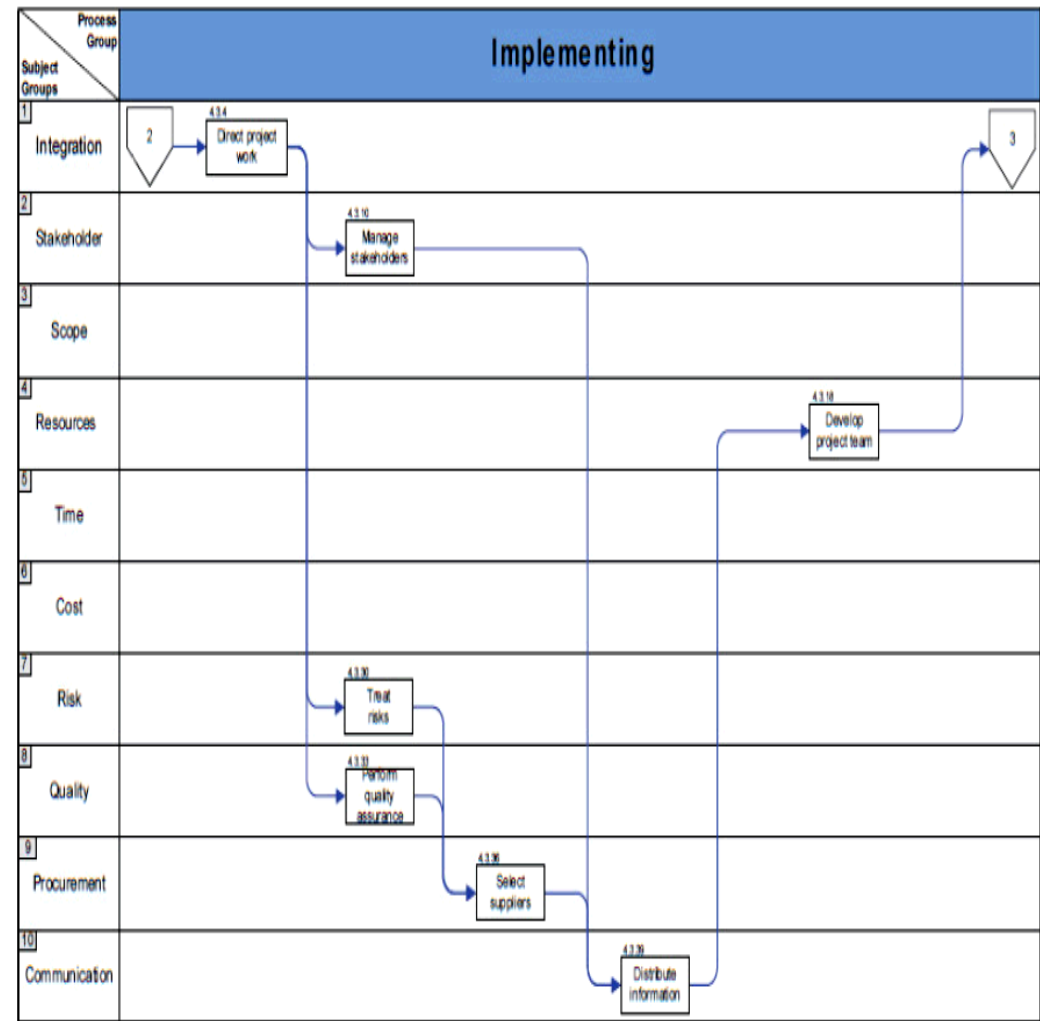 Process
Group
Subject
Groups
Implementing
1
Integration
2
4.3.4
Direct project
work
3
2
Stakeholder
4.3.10
Manage
stakeholders
3
Scope
4
Resources
4.3.18
Develop
project team
5
Time
6
Cost
7
Risk
4.3.30
Treat
risks
8
Quality
4.3.33
Perform
quality
assurance
9
Procurement
4.3.36
Select
suppliers
10
Communication
4.3.39
Distribute
information